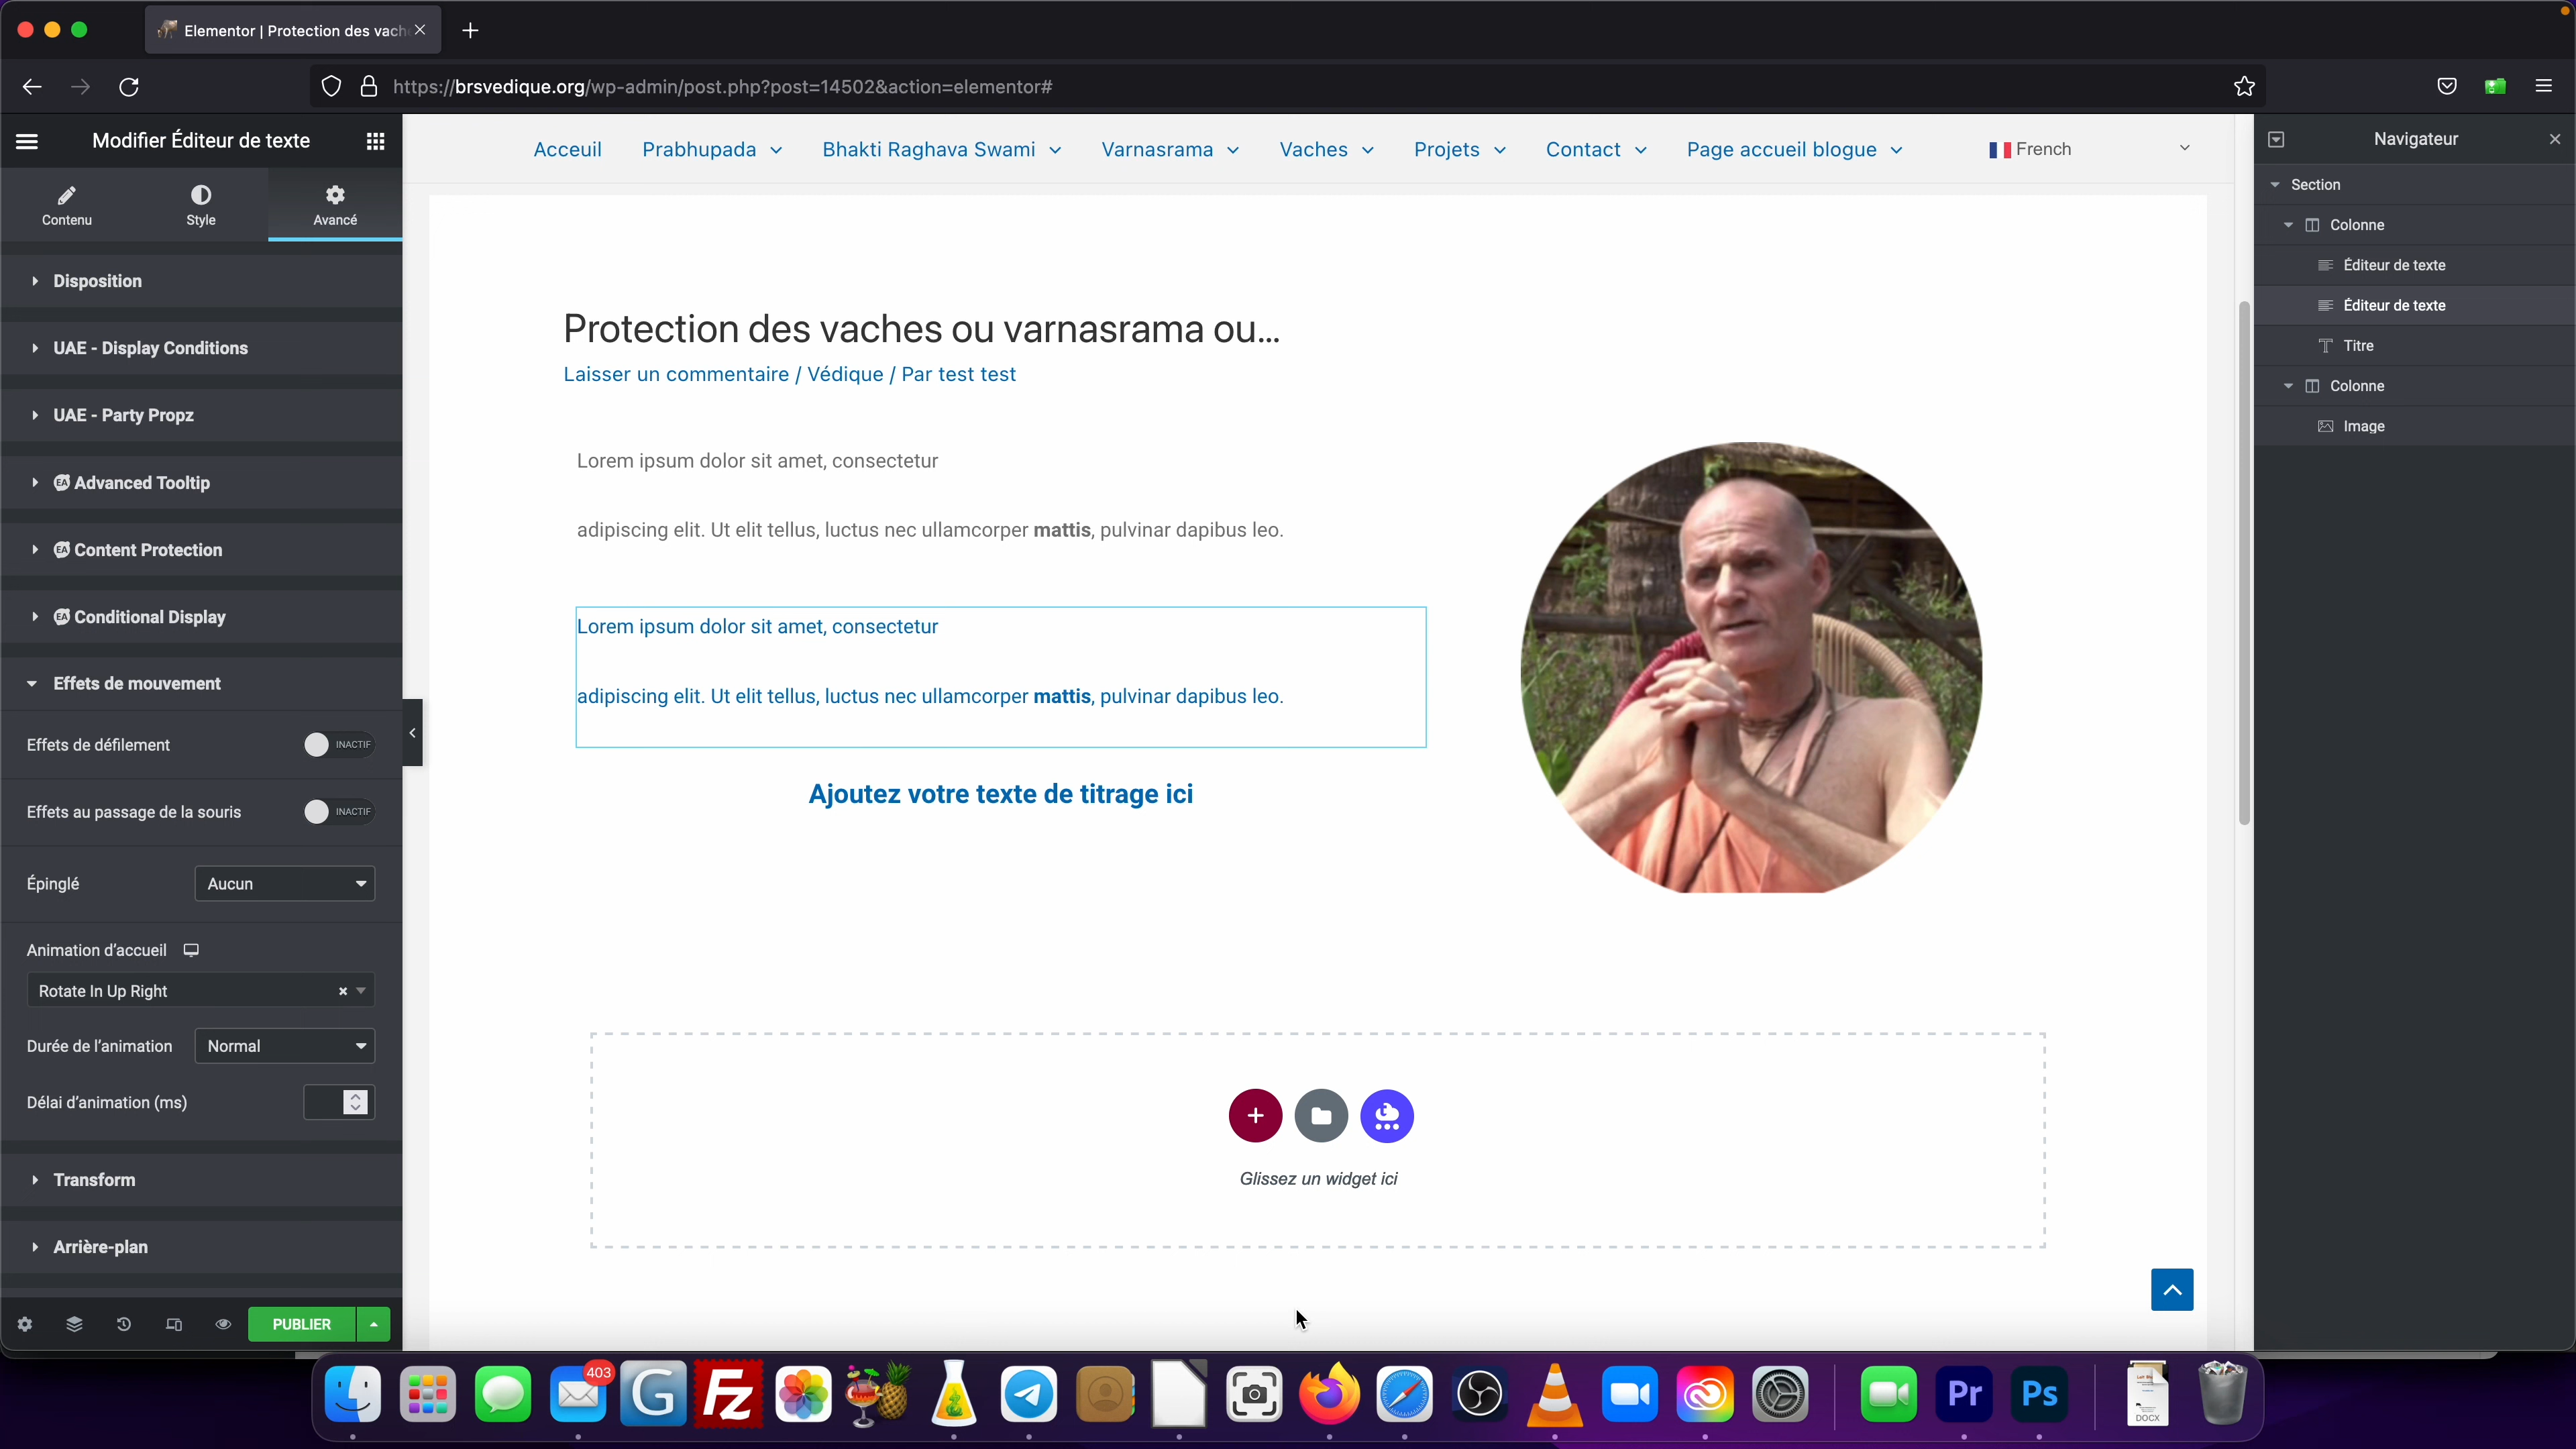 Elementor | Protection des vach
https://brsvedique.org/wp-admin/post.php?post=14502&action=elementor#
Modifier Éditeur de texte
Contenu
Style
Avancé
Disposition
UAE - Display Conditions
UAE - Party Propz
EA Advanced Tooltip
EA Content Protection
EA Conditional Display
Effets de mouvement
Effets de défilement
INACTIF
Effets au passage de la souris
INACTIF
Épinglé
Aucun
Animation d'accueil
Rotate In Up Right
Durée de l'animation
Normal
Délai d'animation (ms)
Transform
Arrière-plan
PUBLIER
Acceuil
Prabhupada
Bhakti Raghava Swami
Varnasrama
Vaches
Projets
Contact
Page accueil blogue
French
Protection des vaches ou varnasrama ou...
Laisser un commentaire / Védique / Par test test
Lorem ipsum dolor sit amet, consectetur
adipiscing elit. Ut elit tellus, luctus nec ullamcorper mattis, pulvinar dapibus leo.
Lorem ipsum dolor sit amet, consectetur
adipiscing elit. Ut elit tellus, luctus nec ullamcorper mattis, pulvinar dapibus leo.
Ajoutez votre texte de titrage ici
Glissez un widget ici
Navigateur
Section
Colonne
Éditeur de texte
Éditeur de texte
Titre
Colonne
Image
403
G
Fz
Pr
Ps
DOCX